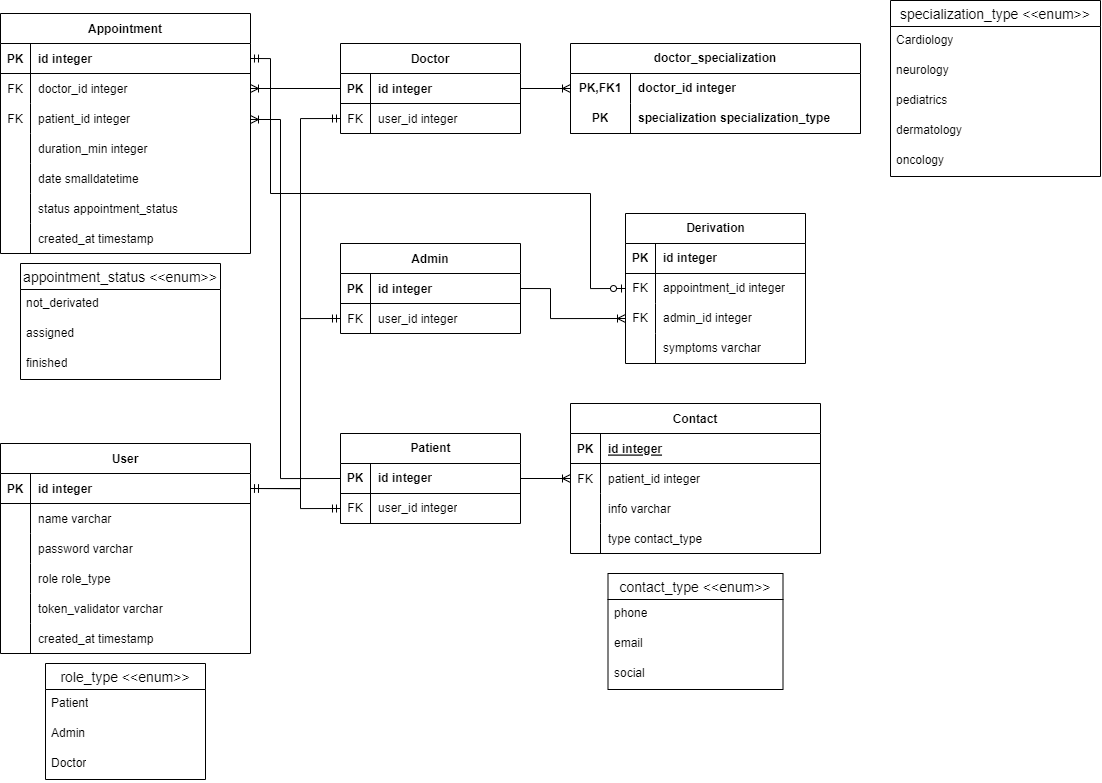 Appointment
PK id integer
FK doctor_id integer
FK patient_id integer
duration_min integer
date smalldatetime
status appointment_status
created_at timestamp
appointment_status <<enum>>
not_derivated
assigned
finished
User
PK id integer
name varchar
password varchar
role role_type
token_validator varchar
created_at timestamp
role_type <<enum>>
Patient
Admin
Doctor
Doctor
PK id integer
FK user_id integer
Admin
PK id integer
FK user_id integer
Patient
PK id integer
FK user_id integer
doctor_specialization
PK,FK1 doctor_id integer
PK specialization specialization_type
Derivation
PK id integer
FK appointment_id integer
FK admin_id integer
symptoms varchar
Contact
PK id integer
FK patient_id integer
info varchar
type contact_type
contact_type <<enum>>
phone
email
social
specialization_type <<enum>>
Cardiology
neurology
pediatrics
dermatology
oncology